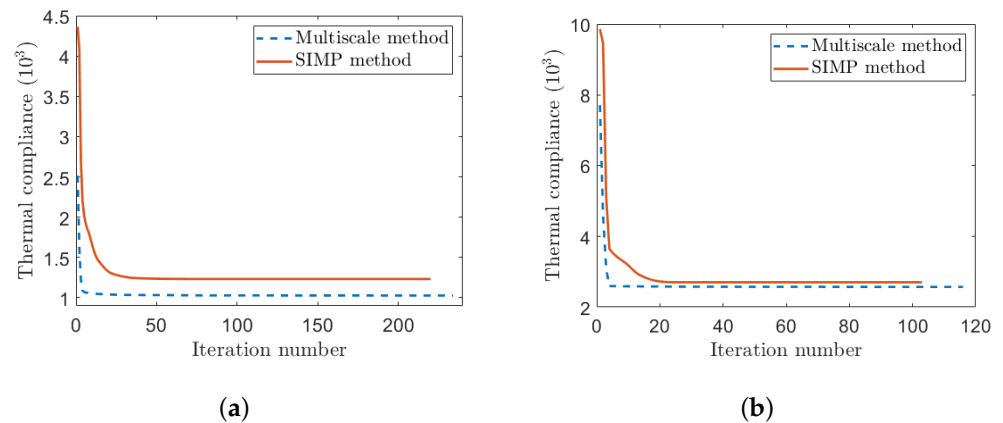 4.5
4
3.5
3
2.5
2
1.5
1
Thermal compliance (10³)
Multiscale method
SIMP method
0 50 100 150 200
Iteration number
(a)
10
8
6
4
2
Thermal compliance (10³)
Multiscale method
SIMP method
0 20 40 60 80 100 120
Iteration number
(b)